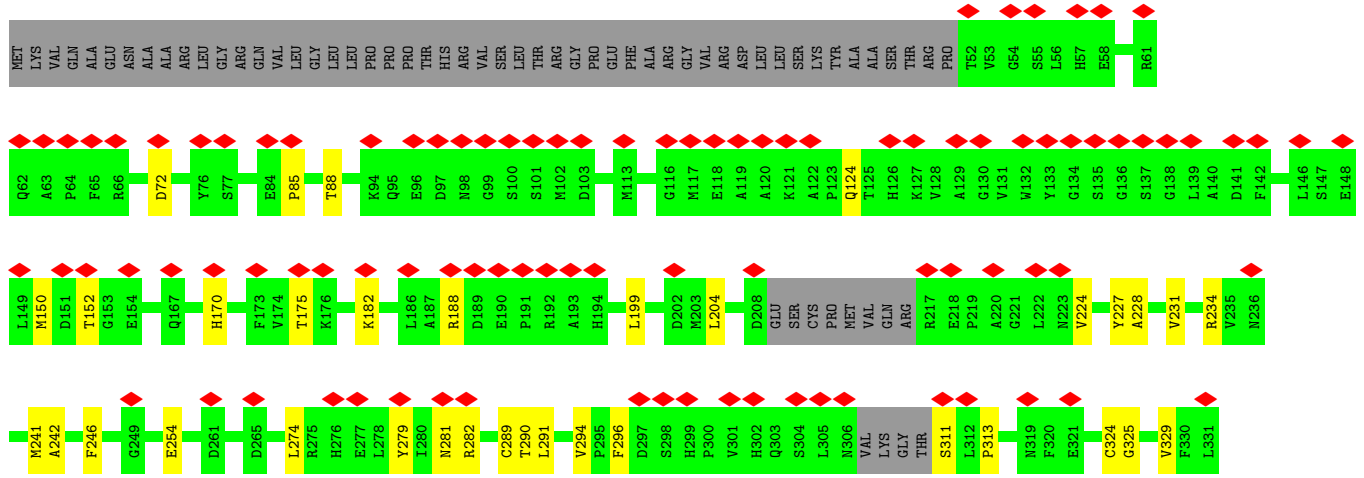 MET LYS VAL GLN ALA GLU ASN ALA ALA ARG LEU GLY ARG GLN VAL LEU GLY LEU LEU PRO PRO PRO THR HIS ARG VAL SER LEU THR ARG GLY PRO GLU PHE ALA ARG GLY VAL ARG ASP LEU LEU SER LYS TYR ALA ALA SER THR ARG PRO T52 V53 G54 S55 L56 H57 E58 R61
Q62 A63 P64 F65 R66 D72 Y76 S77 E84 P85 T88 K94 Q95 E96 D97 N98 G99 S100 S101 M102 D103 M113 G116 M117 E118 A119 A120 K121 A122 P123 Q124 T125 H126 K127 V128 A129 G130 V131 W132 Y133 G134 S135 G136 S137 G138 L139 A140 D141 F142 L146 S147 E148
L149 M150 D151 T152 G153 E154 Q167 H170 F173 V174 T175 K176 K182 L186 A187 R188 D189 E190 P191 R192 A193 H194 L199 D202 M203 L204 D208 GLU SER CYS PRO MET VAL GLN ARG R217 E218 P219 A220 G221 L222 N223 V224 Y227 A228 V231 R234 V235 N236
M241 A242 F246 G249 E254 D261 D265 L274 R275 H276 E277 L278 Y279 I280 N281 R282 C289 T290 L291 V294 P295 F296 D297 S298 H299 P300 V301 H302 Q303 S304 L305 N306 VAL LYS GLY THR S311 L312 P313 N319 F320 E321 C324 G325 V329 F330 L331